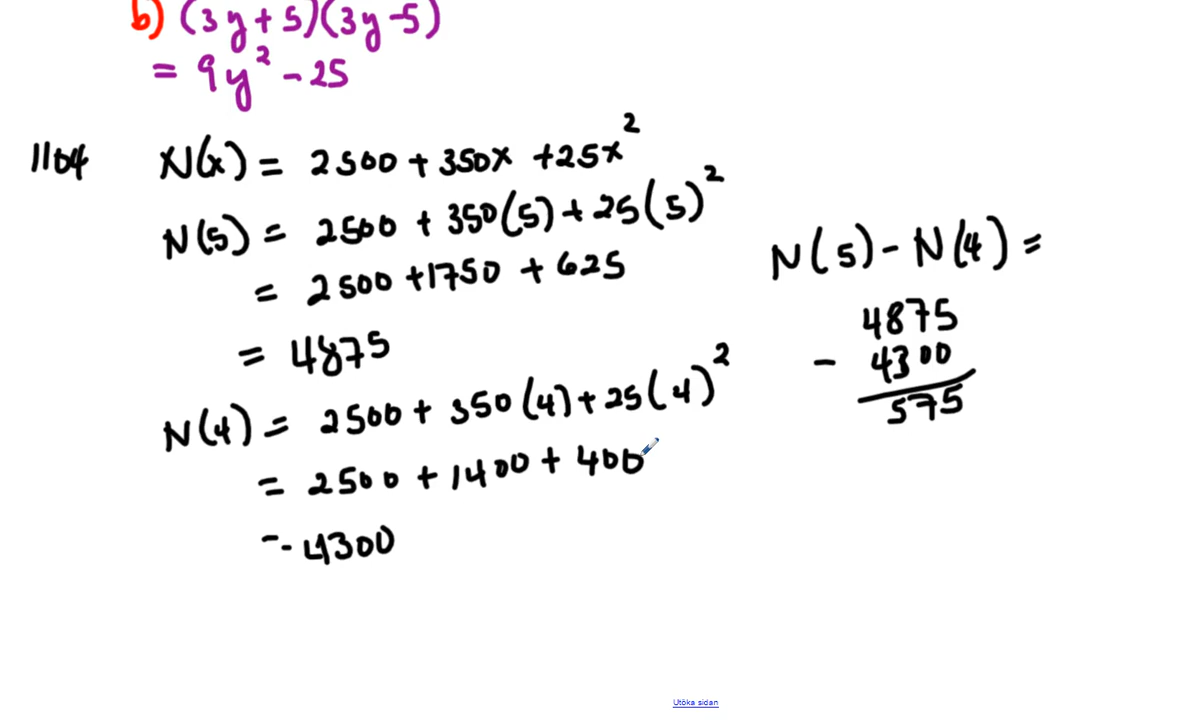 b) (3y+5)(3y-5)
= 9y² - 25
1104 N(x) = 2500 + 350x + 25x²
N(5) = 2500 + 350(5) + 25(5)²
= 2500 + 1750 + 625
= 4875
N(4) = 2500 + 350(4) + 25(4)²
= 2500 + 1400 + 400
= 4300
N(5) - N(4) =
4875
- 4300
575
Utöka sidan